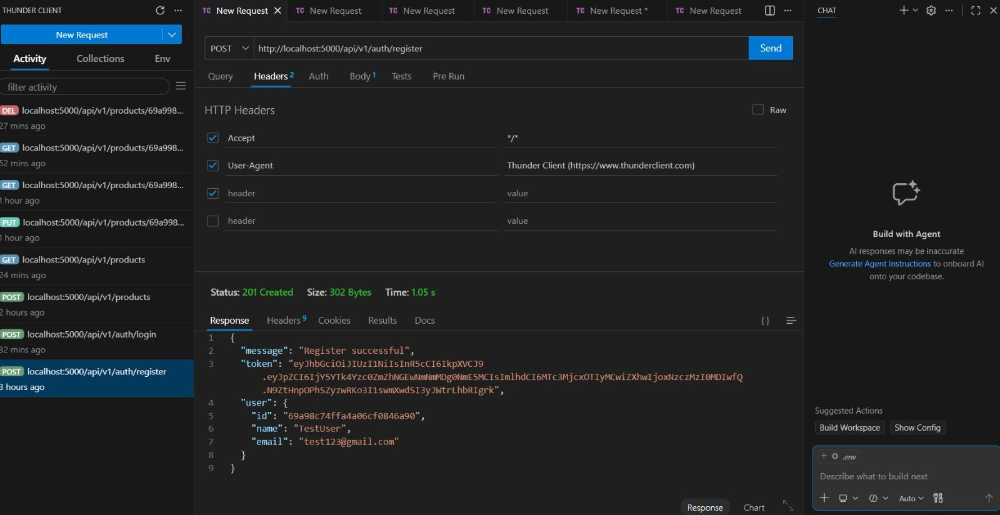 THUNDER CLIENT
New Request
Activity Collections Env
filter activity
DEL localhost:5000/api/v1/products/69a998...
27 mins ago
GET localhost:5000/api/v1/products/69a998...
52 mins ago
GET localhost:5000/api/v1/products/69a998...
1 hour ago
PUT localhost:5000/api/v1/products/69a998...
1 hour ago
GET localhost:5000/api/v1/products
24 mins ago
POST localhost:5000/api/v1/products
2 hours ago
POST localhost:5000/api/v1/auth/login
32 mins ago
POST localhost:5000/api/v1/auth/register
3 hours ago
TC New Request TC New Request TC New Request TC New Request TC New Request * TC New Request
POST http://localhost:5000/api/v1/auth/register Send
Query Headers 2 Auth Body 1 Tests Pre Run
HTTP Headers Raw
Accept */*
User-Agent Thunder Client (https://www.thunderclient.com)
header value
header value
Status: 201 Created Size: 302 Bytes Time: 1.05 s
Response Headers 9 Cookies Results Docs { }
1 {
2 "message": "Register successful",
3 "token": "eyJhbGciOiJIUzI1NiIsInR5cCI6IkpXVCJ9
.eyJpZCI6IjY5YTk4Yzc0ZmZhNGEwNmNmMDg0NmE5MCIsImlhdCI6MTc3MjcxOTIyMCwiZXhwIjoxNzczMzI0MDIwfQ
.N9ZtHnpOPhSZyzwRKo3I1swmXwdSI3yJWtrLhbRIgrk",
4 "user": {
5 "id": "69a98c74ffa4a06cf0846a90",
6 "name": "TestUser",
7 "email": "test123@gmail.com"
8 }
9 }
Response Chart
CHAT
Build with Agent
AI responses may be inaccurate
Generate Agent Instructions to onboard AI
onto your codebase.
Suggested Actions
Build Workspace Show Config
.env
Describe what to build next
Auto